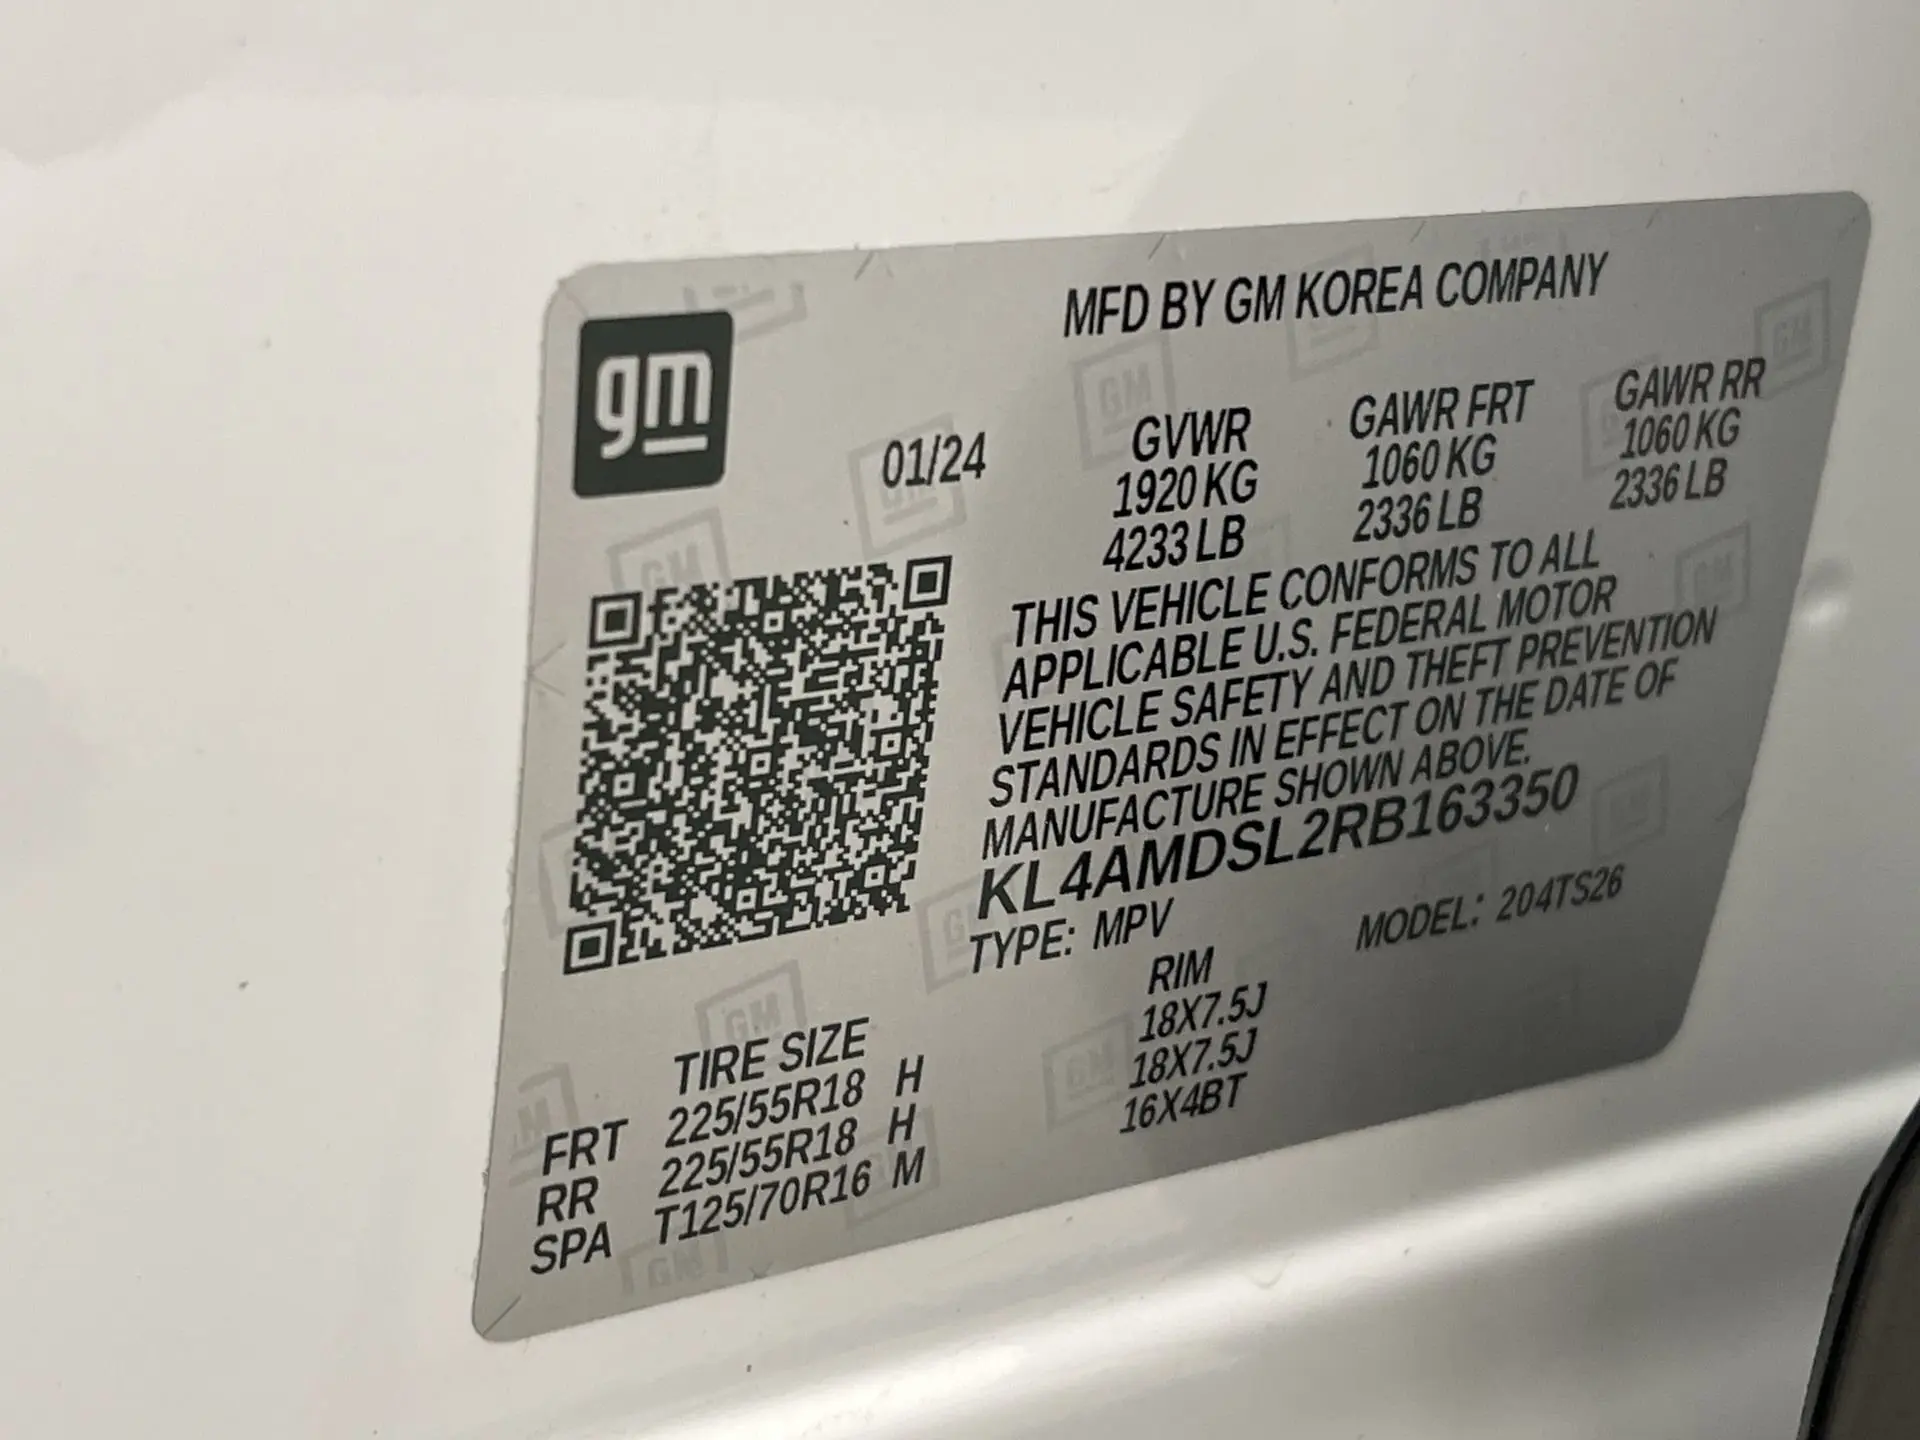 gm
MFD BY GM KOREA COMPANY
01/24
GVWR GAWR FRT GAWR RR
1920 KG 1060 KG 1060 KG
4233 LB 2336 LB 2336 LB
THIS VEHICLE CONFORMS TO ALL
APPLICABLE U.S. FEDERAL MOTOR
VEHICLE SAFETY AND THEFT PREVENTION
STANDARDS IN EFFECT ON THE DATE OF
MANUFACTURE SHOWN ABOVE.
KL4AMDSL2RB163350
TYPE: MPV MODEL: 204TS26
TIRE SIZE RIM
FRT 225/55R18 H 18X7.5J
RR 225/55R18 H 18X7.5J
SPA T125/70R16 M 16X4BT